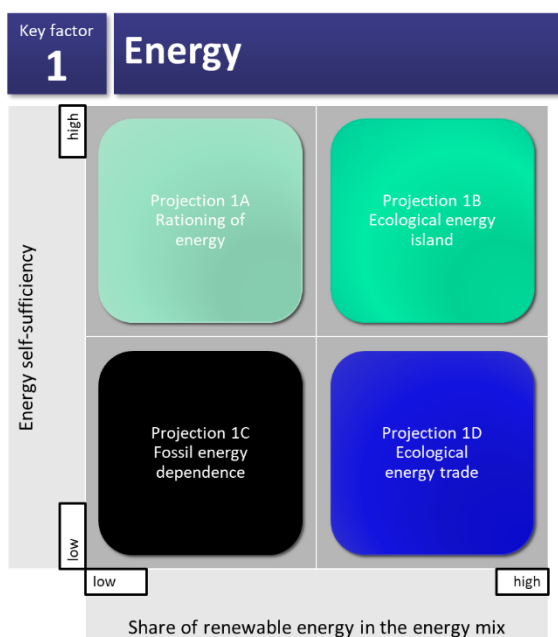 Key factor
1
Energy
high
Projection 1A
Rationing of
energy
Projection 1B
Ecological energy
island
Energy self-sufficiency
Projection 1C
Fossil energy
dependence
Projection 1D
Ecological
energy trade
low
low
high
Share of renewable energy in the energy mix